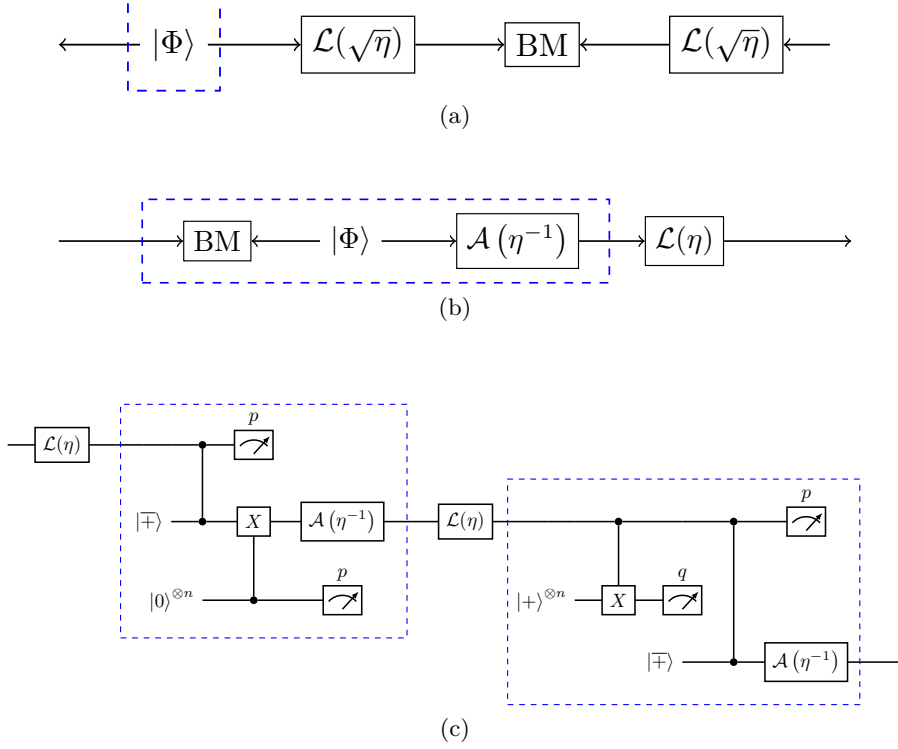 |Φ⟩ ℒ(√η) BM ℒ(√η)
(a)
BM |Φ⟩ 𝒜(η⁻¹) ℒ(η)
(b)
p
ℒ(η)
p
|∓⟩ X 𝒜(η⁻¹) ℒ(η)
p q
|0⟩^⊗n |+⟩^⊗n X
|∓⟩ 𝒜(η⁻¹)
(c)